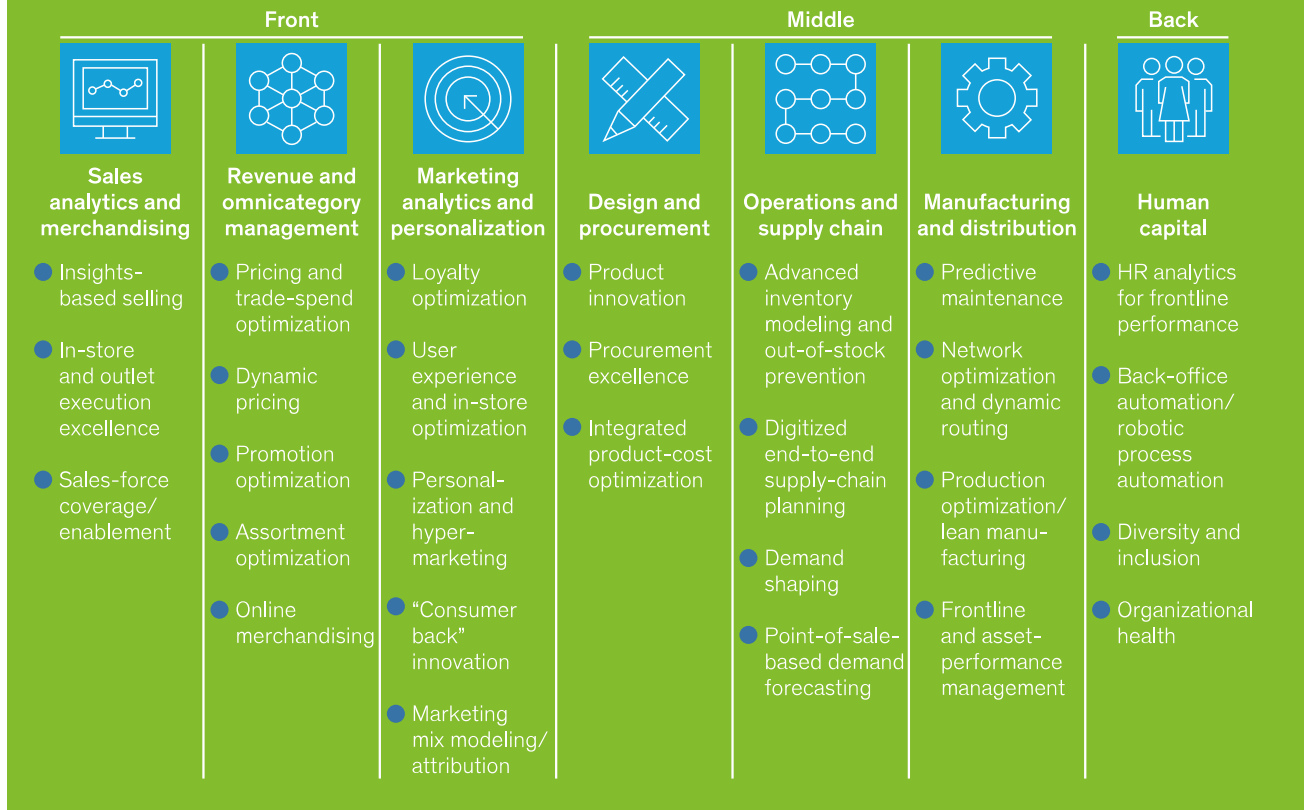 Front
Middle
Back
Sales
analytics and
merchandising
Insights-
based selling
In-store
and outlet
execution
excellence
Sales-force
coverage/
enablement
Revenue and
omnicategory
management
Pricing and
trade-spend
optimization
Dynamic
pricing
Promotion
optimization
Assortment
optimization
Online
merchandising
Marketing
analytics and
personalization
Loyalty
optimization
User
experience
and in-store
optimization
Personal-
ization and
hyper-
marketing
“Consumer
back”
innovation
Marketing
mix modeling/
attribution
Design and
procurement
Product
innovation
Procurement
excellence
Integrated
product-cost
optimization
Operations and
supply chain
Advanced
inventory
modeling and
out-of-stock
prevention
Digitized
end-to-end
supply-chain
planning
Demand
shaping
Point-of-sale-
based demand
forecasting
Manufacturing
and distribution
Predictive
maintenance
Network
optimization
and dynamic
routing
Production
optimization/
lean manu-
facturing
Frontline
and asset-
performance
management
Human
capital
HR analytics
for frontline
performance
Back-office
automation/
robotic
process
automation
Diversity and
inclusion
Organizational
health